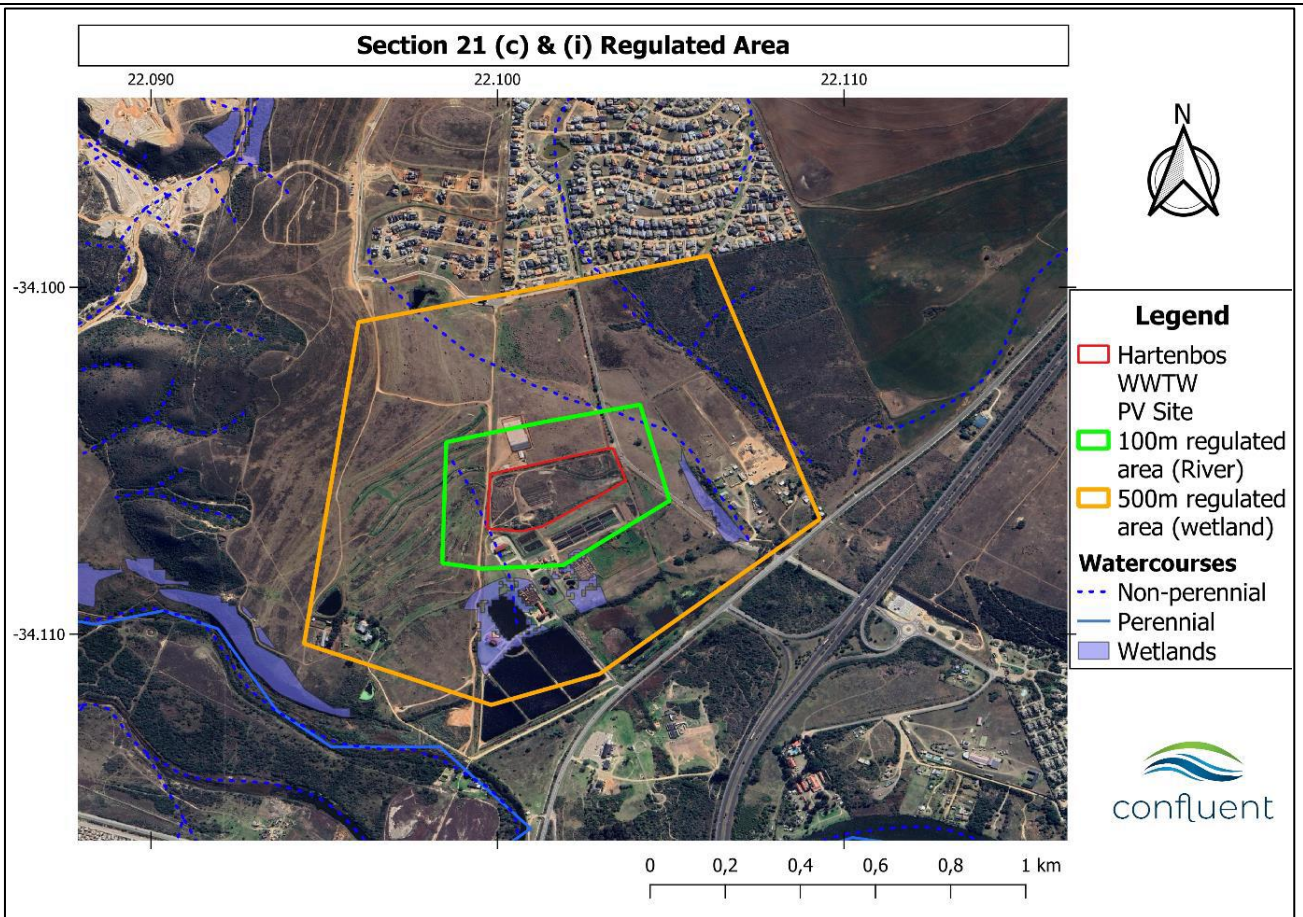 Section 21 (c) & (i) Regulated Area
22.090
22.100
22.110
-34.100
-34.110
N
Legend
Hartenbos
WWTW
PV Site
100m regulated
area (River)
500m regulated
area (wetland)
Watercourses
Non-perennial
Perennial
Wetlands
confluent
0 0,2 0,4 0,6 0,8 1 km